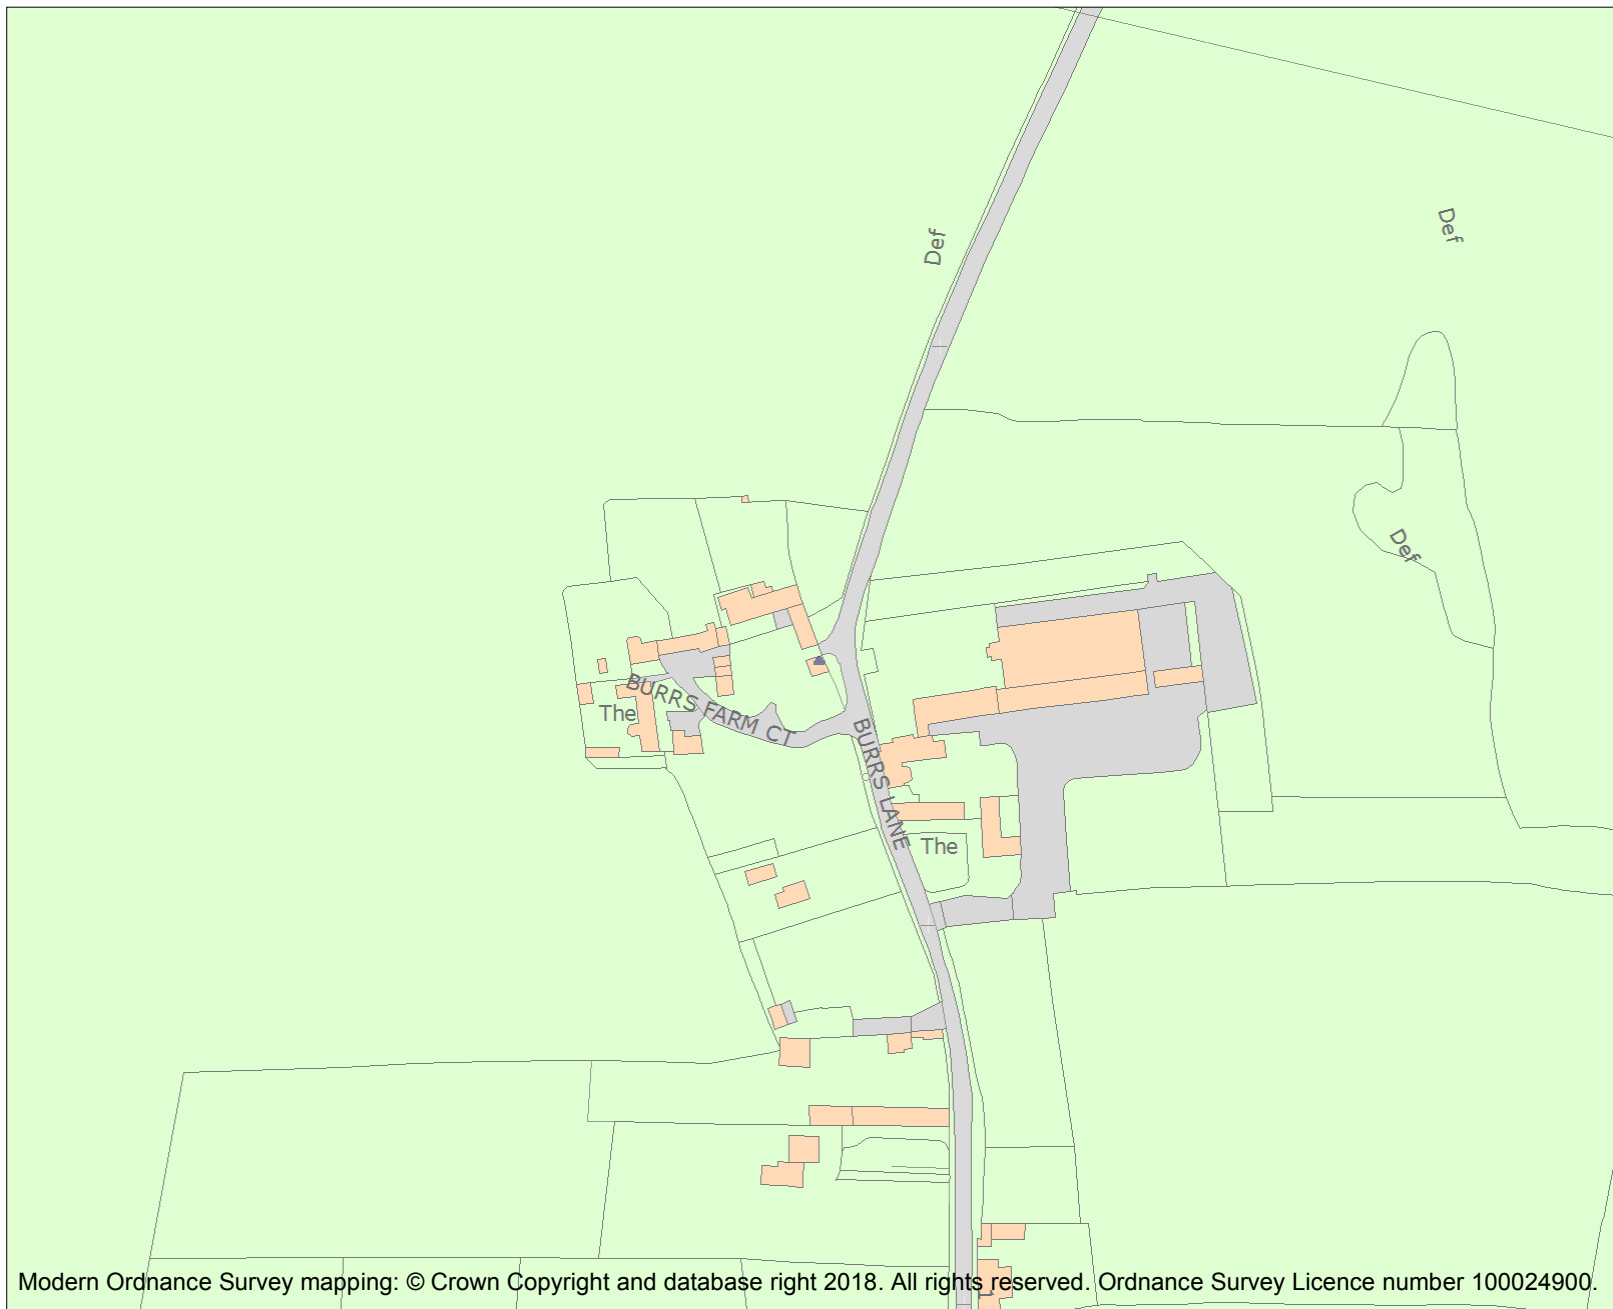 Def
Def
Def
BURRS FARM CT
The
BURRS LANE
The
Modern Ordnance Survey mapping: © Crown Copyright and database right 2018. All rights reserved. Ordnance Survey Licence number 100024900.